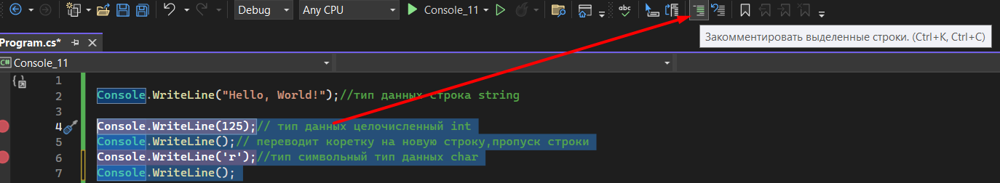 Debug Any CPU Console_11 abc
Закомментировать выделенные строки. (Ctrl+K, Ctrl+C)
Program.cs*
C# Console_11
1
2 Console.WriteLine("Hello, World!");//тип данных строка string
3
4 Console.WriteLine(125);// тип данных целочисленный int
5 Console.WriteLine();// переводит коретку на новую строку,пропуск строки
6 Console.WriteLine('r');//тип символьный тип данных char
7 Console.WriteLine();